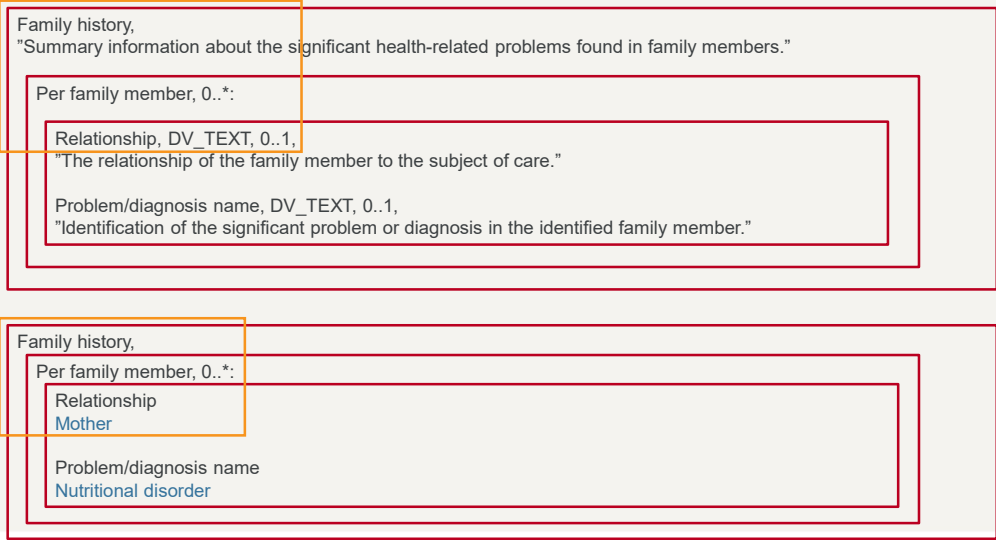 Family history,
”Summary information about the significant health-related problems found in family members.”
Per family member, 0..*:
Relationship, DV_TEXT, 0..1,
”The relationship of the family member to the subject of care.”
Problem/diagnosis name, DV_TEXT, 0..1,
”Identification of the significant problem or diagnosis in the identified family member.”
Family history,
Per family member, 0..*:
Relationship
Mother
Problem/diagnosis name
Nutritional disorder